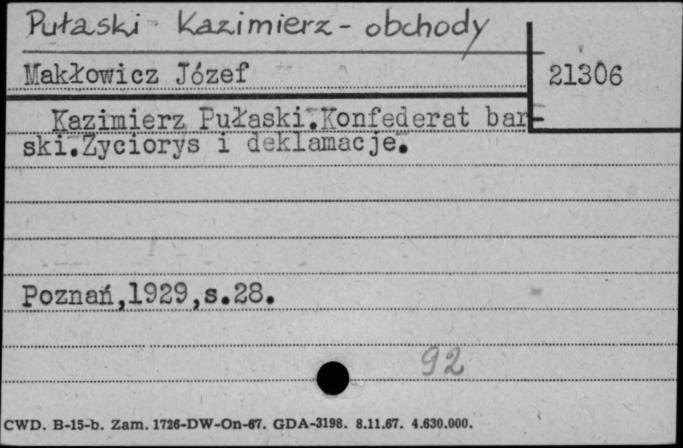 Pułaski - Kazimierz - obchody
Makłowicz Józef
21306
Kazimierz Pułaski.Konfederat bar-
ski.Życiorys i deklamacje.
Poznań,1929,s.28.
92
CWD. B-15-b. Zam. 1726-DW-On-67. GDA-3198. 8.11.67. 4.630.000.